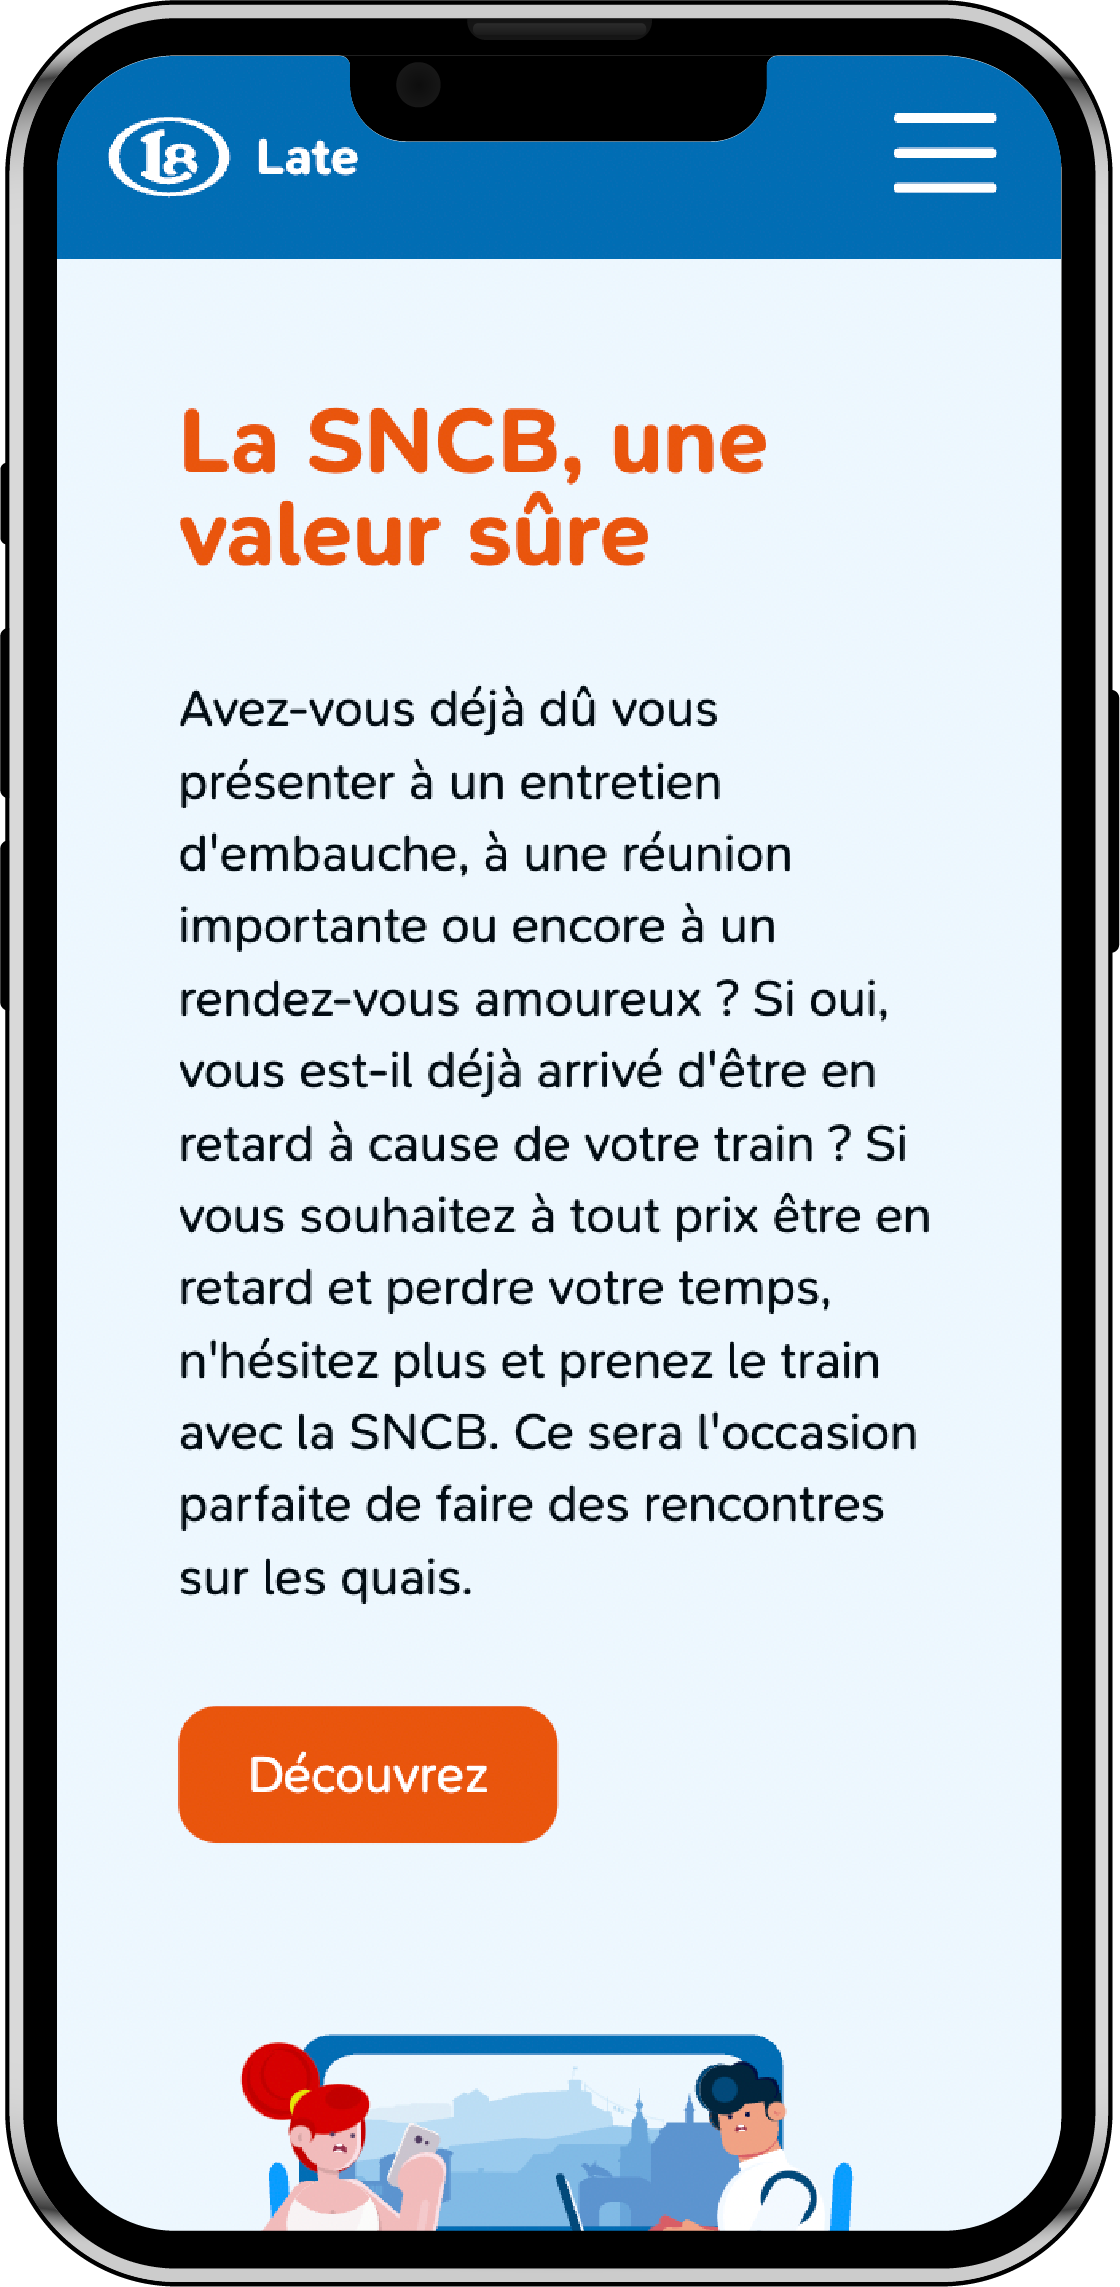 L8 Late
La SNCB, une
valeur sûre
Avez-vous déjà dû vous
présenter à un entretien
d'embauche, à une réunion
importante ou encore à un
rendez-vous amoureux ? Si oui,
vous est-il déjà arrivé d'être en
retard à cause de votre train ? Si
vous souhaitez à tout prix être en
retard et perdre votre temps,
n'hésitez plus et prenez le train
avec la SNCB. Ce sera l'occasion
parfaite de faire des rencontres
sur les quais.
Découvrez